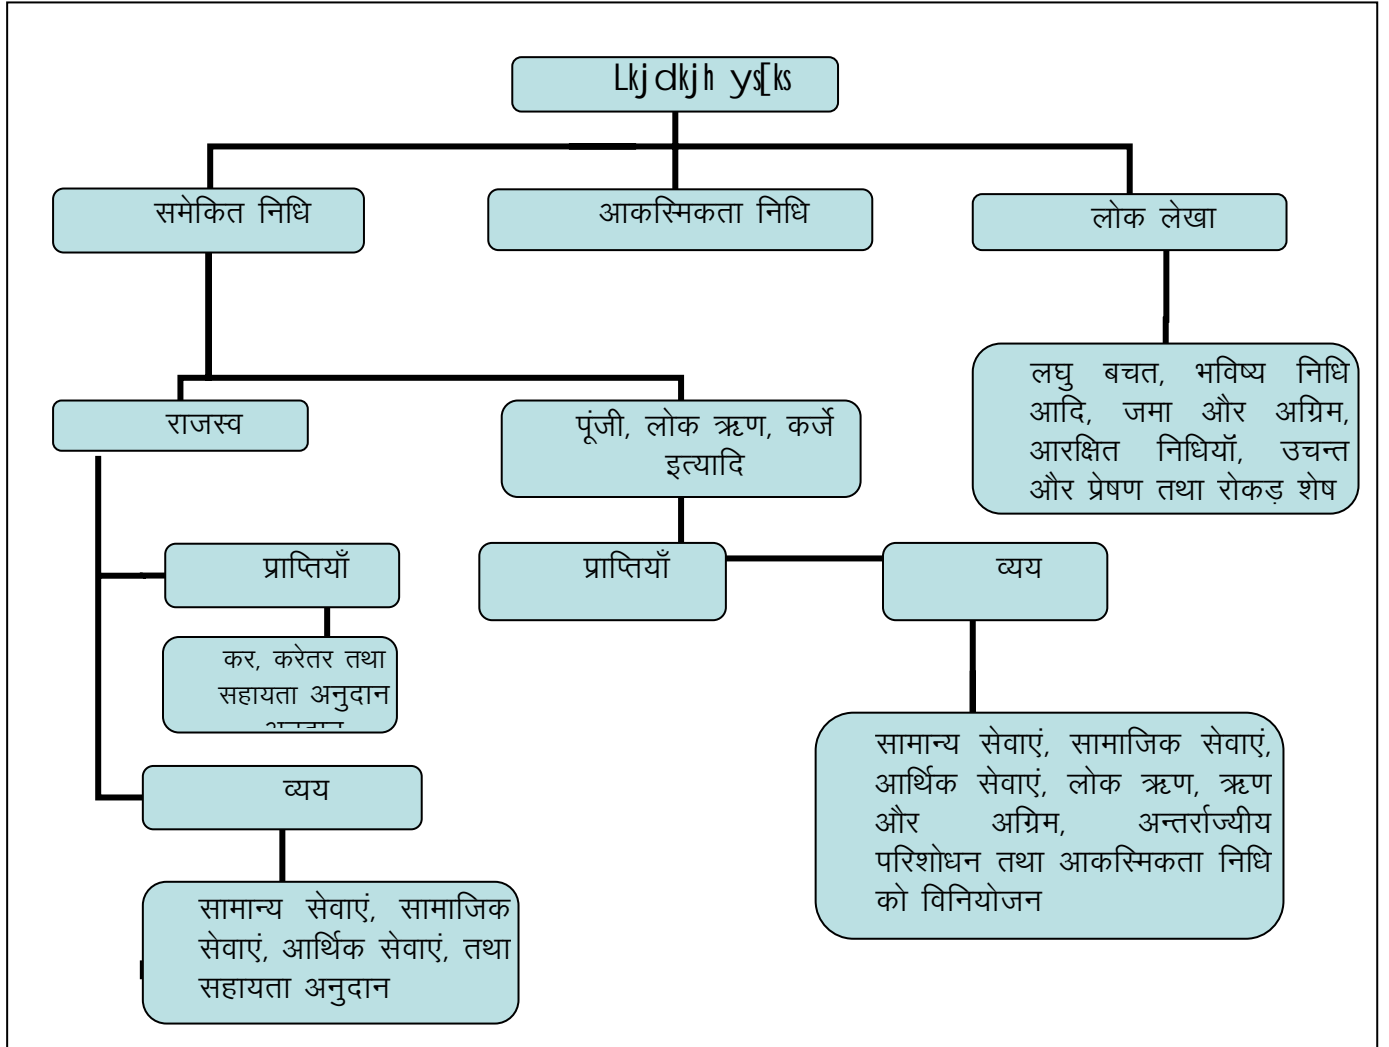 Lkjdkjh ys[ks
समेकित निधि
आकस्मिकता निधि
लोक लेखा
लघु बचत, भविष्य निधि
आदि, जमा और अग्रिम,
आरक्षित निधियॉ, उचन्त
और प्रेषण तथा रोकड़ शेष
राजस्व
पूंजी, लोक ऋण, कर्जे
इत्यादि
प्राप्तियाँ
प्राप्तियाँ
व्यय
कर, करेतर तथा
सहायता अनुदान
अनुदान
सामान्य सेवाएं, सामाजिक सेवाएं,
आर्थिक सेवाएं, लोक ऋण, ऋण
और अग्रिम, अन्तर्राज्यीय
परिशोधन तथा आकस्मिकता निधि
को विनियोजन
व्यय
सामान्य सेवाएं, सामाजिक
सेवाएं, आर्थिक सेवाएं, तथा
सहायता अनुदान